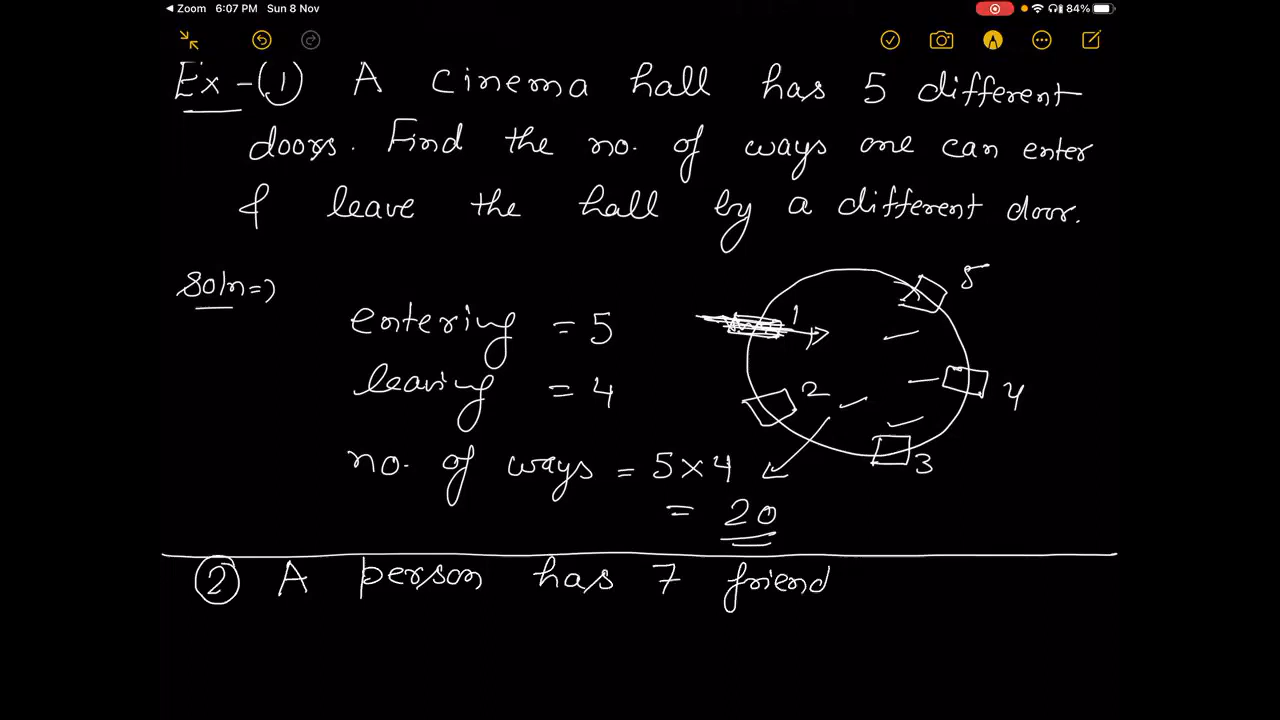 Zoom 6:07 PM Sun 8 Nov 84%
Ex-(1) A cinema hall has 5 different
doors. Find the no. of ways one can enter
& leave the hall by a different door.
Soln=>
entering = 5
leaving = 4
no. of ways = 5×4
= 20
1
5
2
4
3
(2) A person has 7 friend